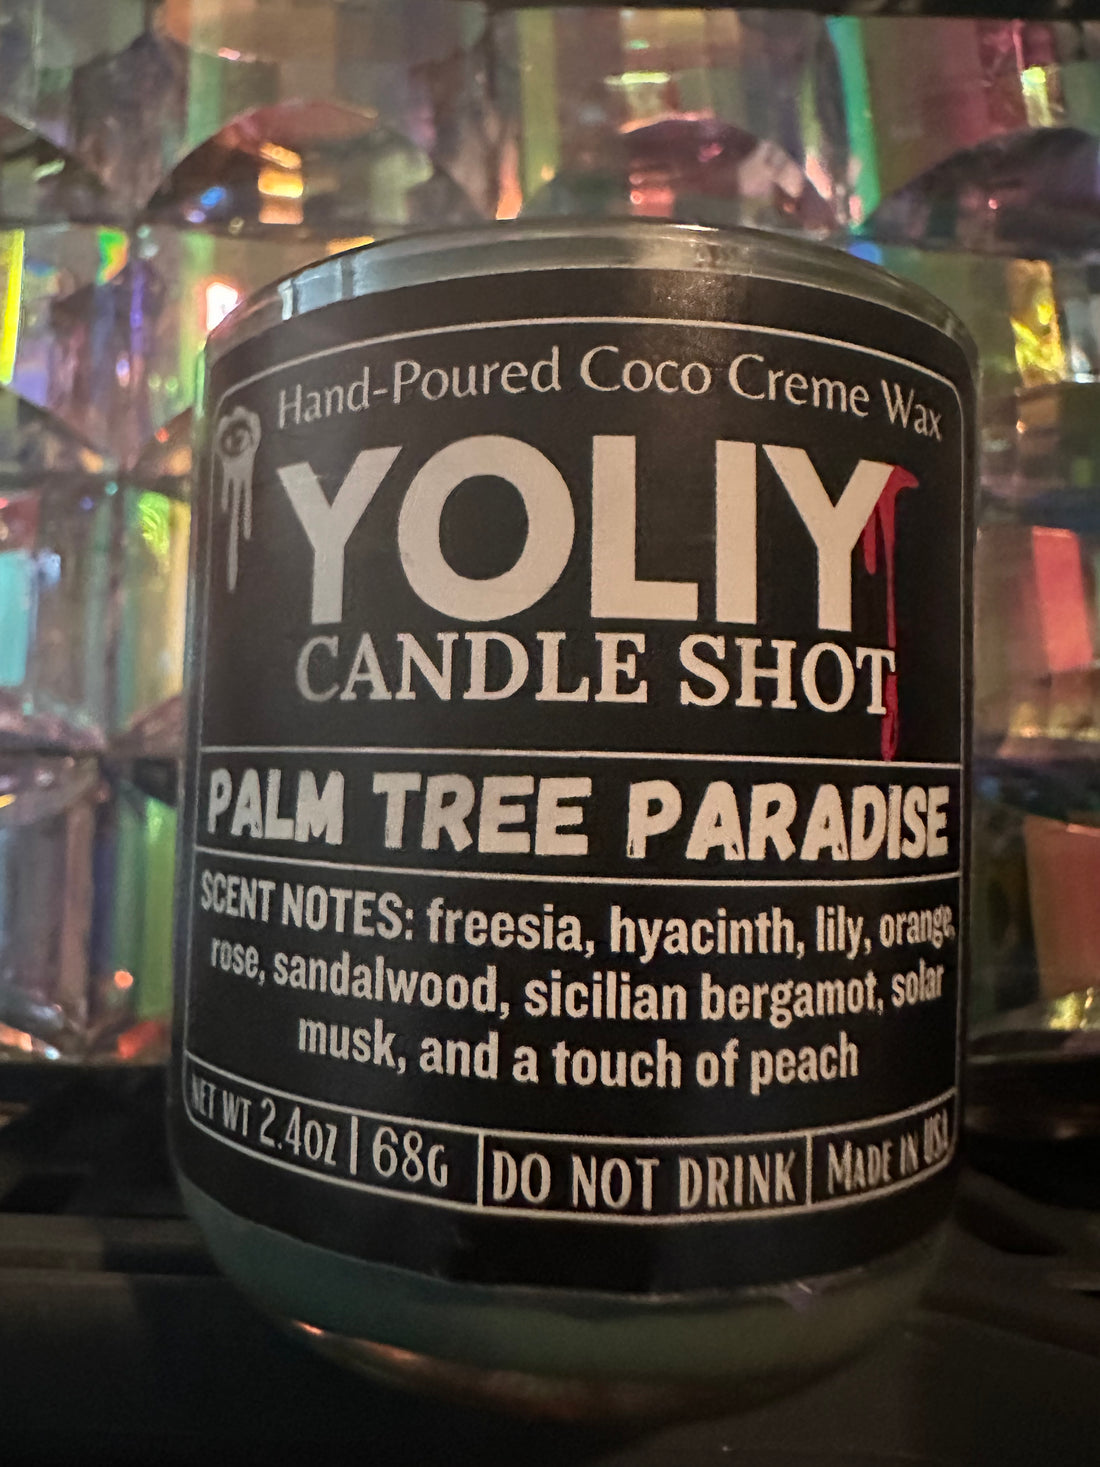 Hand-Poured Coco Creme Wax
YOLIY
CANDLE SHOT
PALM TREE PARADISE
SCENT NOTES: freesia, hyacinth, lily, orange,
rose, sandalwood, sicilian bergamot, solar
musk, and a touch of peach
NET WT 2.4oz | 68G DO NOT DRINK MADE IN USA